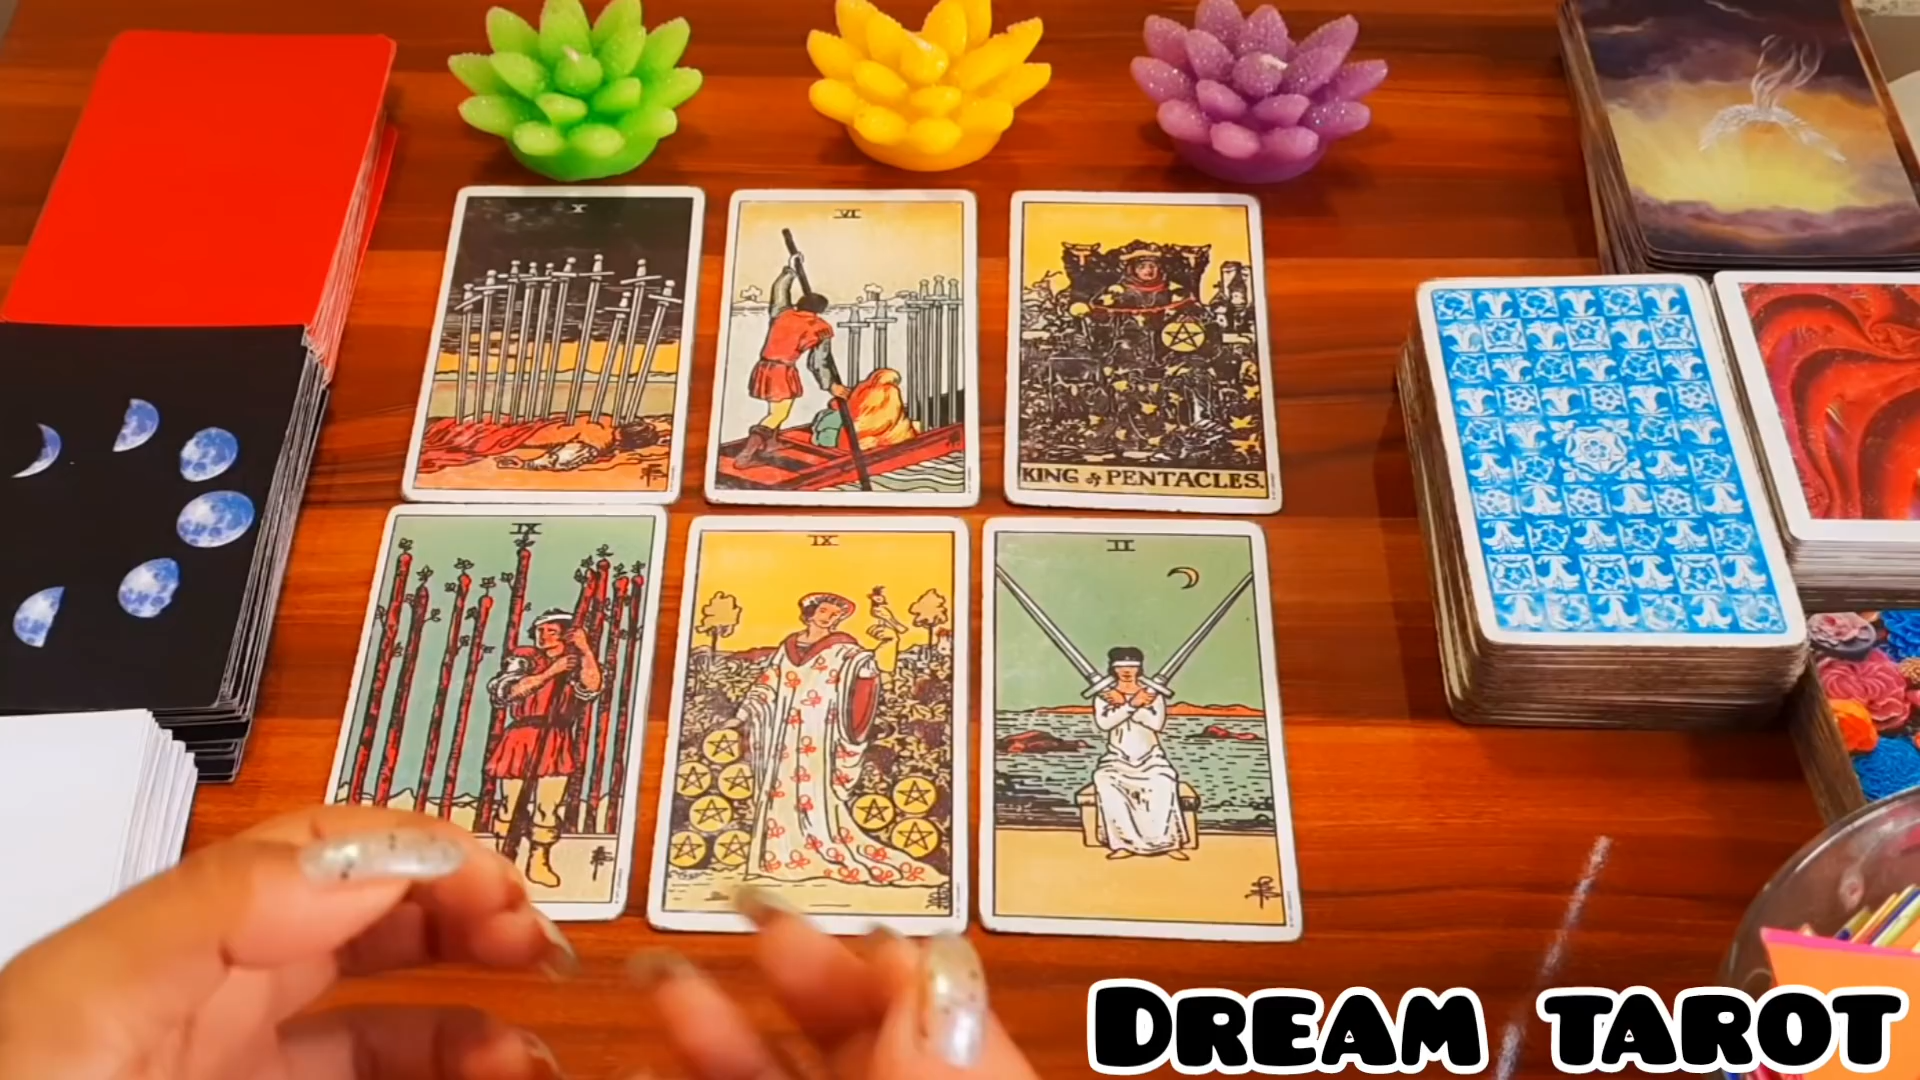 X
VI
KING of PENTACLES.
IX
IX
II
DREAM TAROT